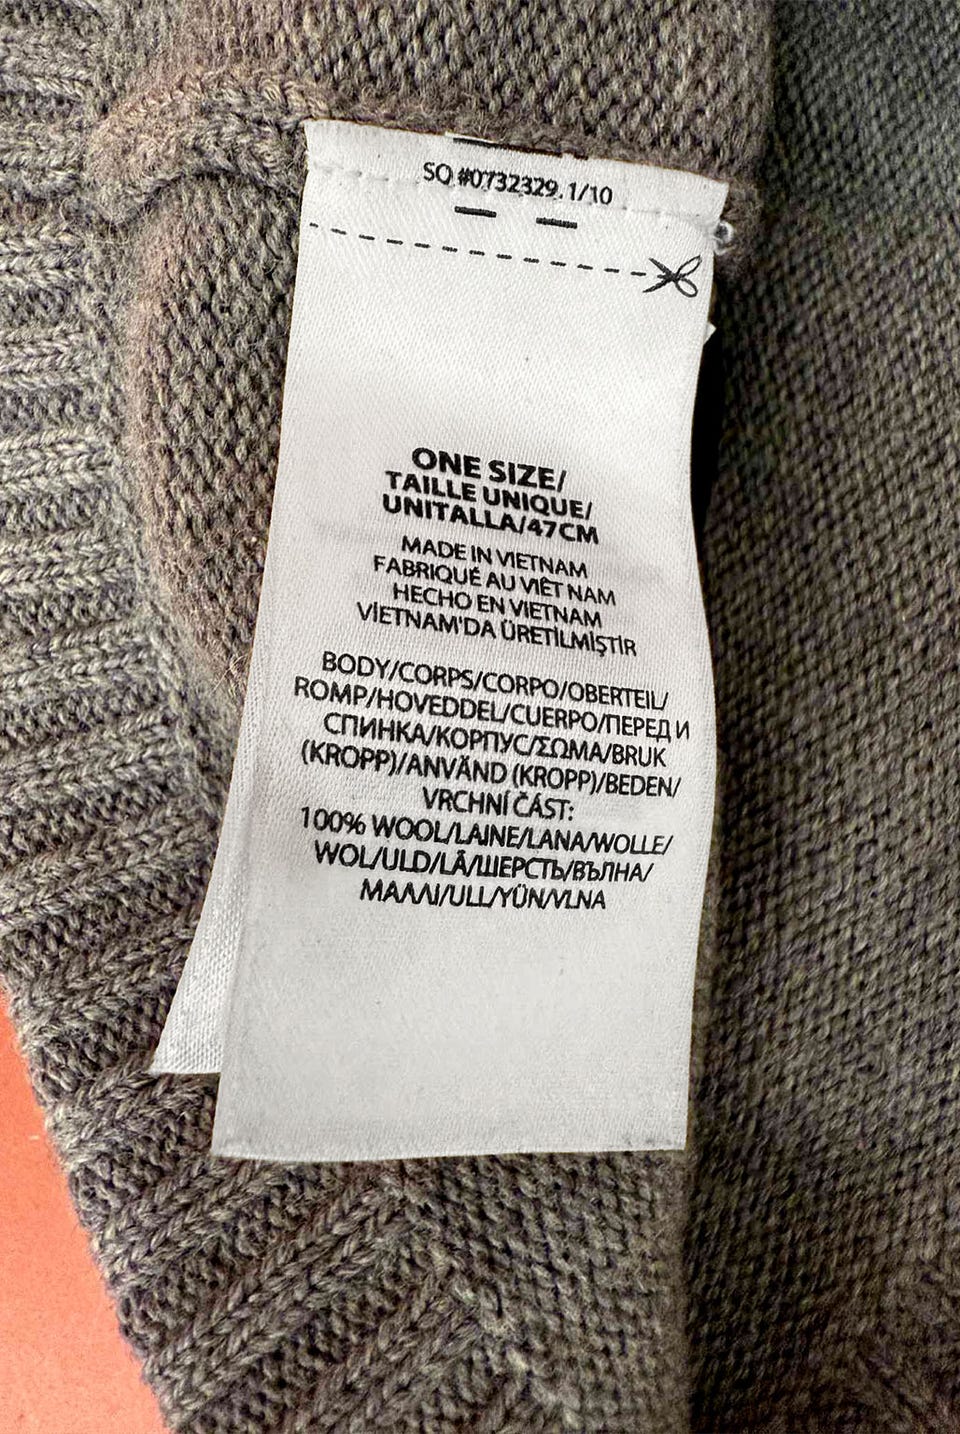 SQ #0732329. 1/10
ONE SIZE/
TAILLE UNIQUE/
UNITALLA/47CM
MADE IN VIETNAM
FABRIQUÉ AU VIÊT NAM
HECHO EN VIETNAM
VİETNAM'DA ÜRETİLMİŞTİR
BODY/CORPS/CORPO/OBERTEIL/
ROMP/HOVEDDEL/CUERPO/ПЕРЕД И
СПИНКА/КОРПУС/ΣΩΜΑ/BRUK
(KROPP)/ANVÄND (KROPP)/BEDEN/
VRCHNÍ ČÁST:
100% WOOL/LAINE/LANA/WOLLE/
WOL/ULD/LÃ/ШЕРСТЬ/ВЪЛНА/
ΜΑΛΛΙ/ULL/YÜN/VLNA